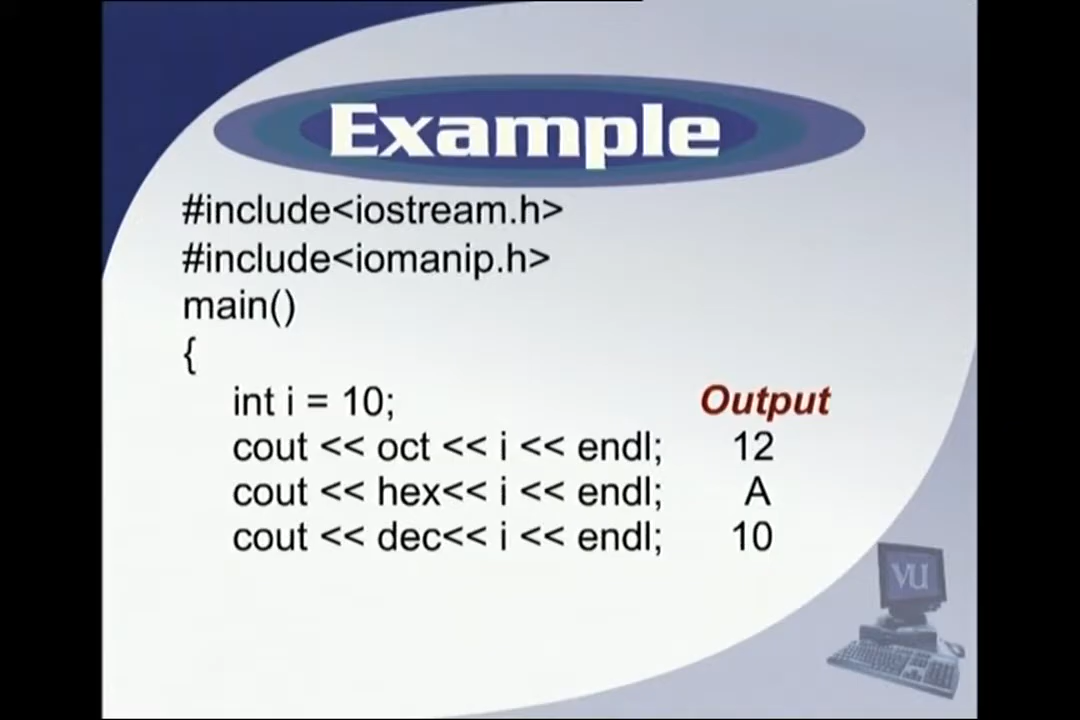 Example
#include<iostream.h>
#include<iomanip.h>
main()
{
int i = 10; Output
cout << oct << i << endl; 12
cout << hex<< i << endl; A
cout << dec<< i << endl; 10
VU